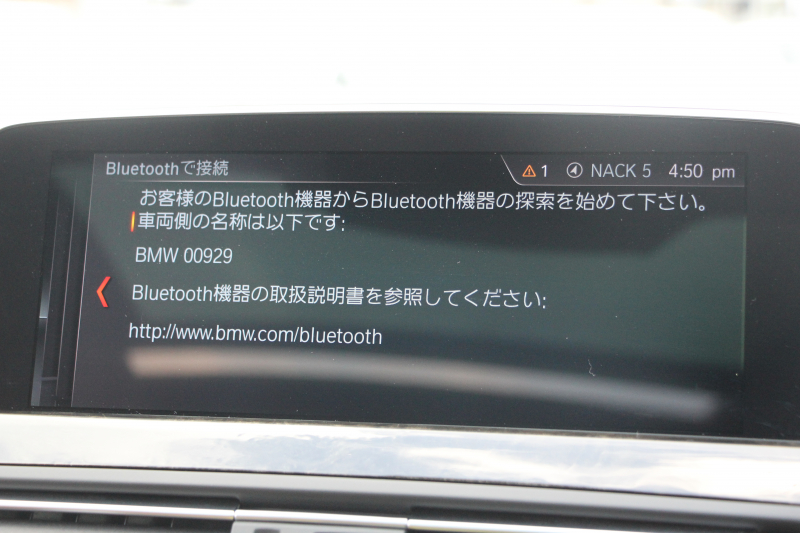 Bluetoothで接続 1 NACK 5 4:50 pm
お客様のBluetooth機器からBluetooth機器の探索を始めて下さい。
車両側の名称は以下です:
BMW 00929
Bluetooth機器の取扱説明書を参照してください:
http://www.bmw.com/bluetooth